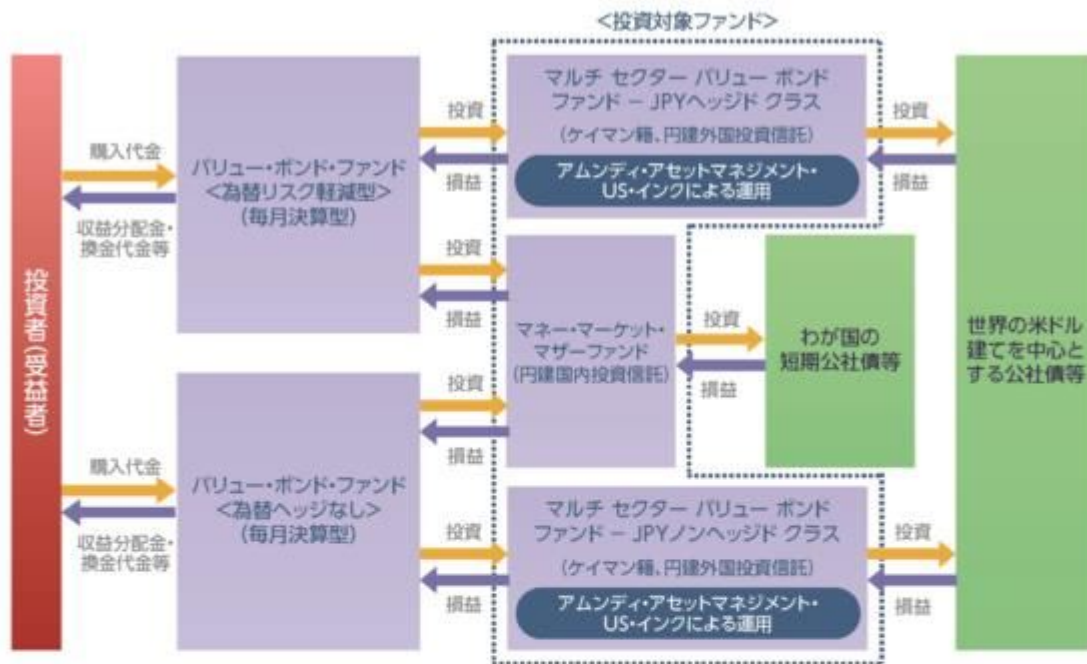 <投資対象ファンド>
投資者(受益者)
購入代金
収益分配金・
換金代金等
バリュー・ボンド・ファンド
<為替リスク軽減型>
(毎月決算型)
投資
損益
マルチ セクター バリュー ボンド
ファンド − JPYヘッジド クラス
(ケイマン籍、円建外国投資信託)
アムンディ・アセットマネジメント・
US・インクによる運用
投資
損益
投資
損益
マネー・マーケット・
マザーファンド
(円建国内投資信託)
投資
損益
わが国の
短期公社債等
世界の米ドル
建てを中心と
する公社債等
投資
損益
購入代金
収益分配金・
換金代金等
バリュー・ボンド・ファンド
<為替ヘッジなし>
(毎月決算型)
投資
損益
マルチ セクター バリュー ボンド
ファンド − JPYノンヘッジド クラス
(ケイマン籍、円建外国投資信託)
アムンディ・アセットマネジメント・
US・インクによる運用
投資
損益